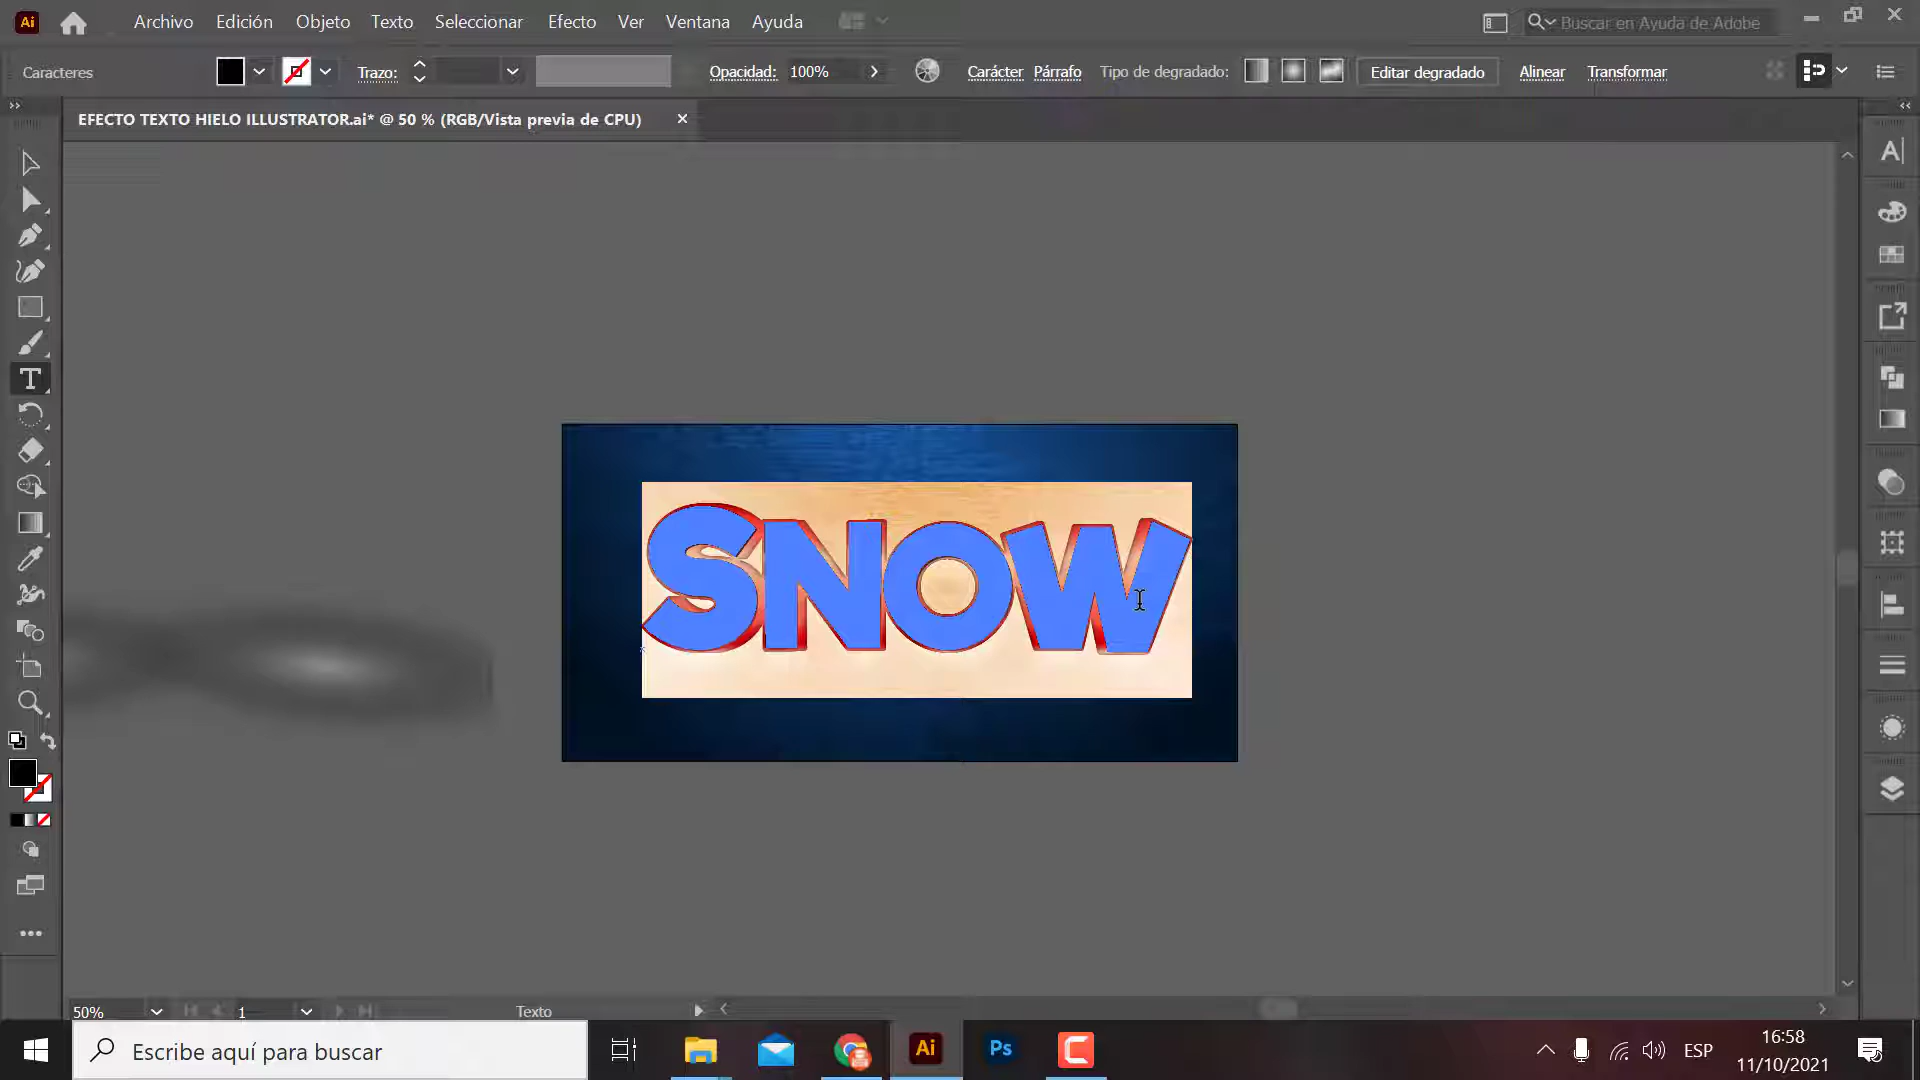 Ai Archivo Edición Objeto Texto Seleccionar Efecto Ver Ventana Ayuda Buscar en Ayuda de Adobe
Caracteres Trazo: Opacidad: 100% Carácter Párrafo Tipo de degradado: Editar degradado Alinear Transformar
EFECTO TEXTO HIELO ILLUSTRATOR.ai* @ 50 % (RGB/Vista previa de CPU)
SNOW
50% 1 Texto
Escribe aquí para buscar
Ai
Ps
ESP
16:58
11/10/2021